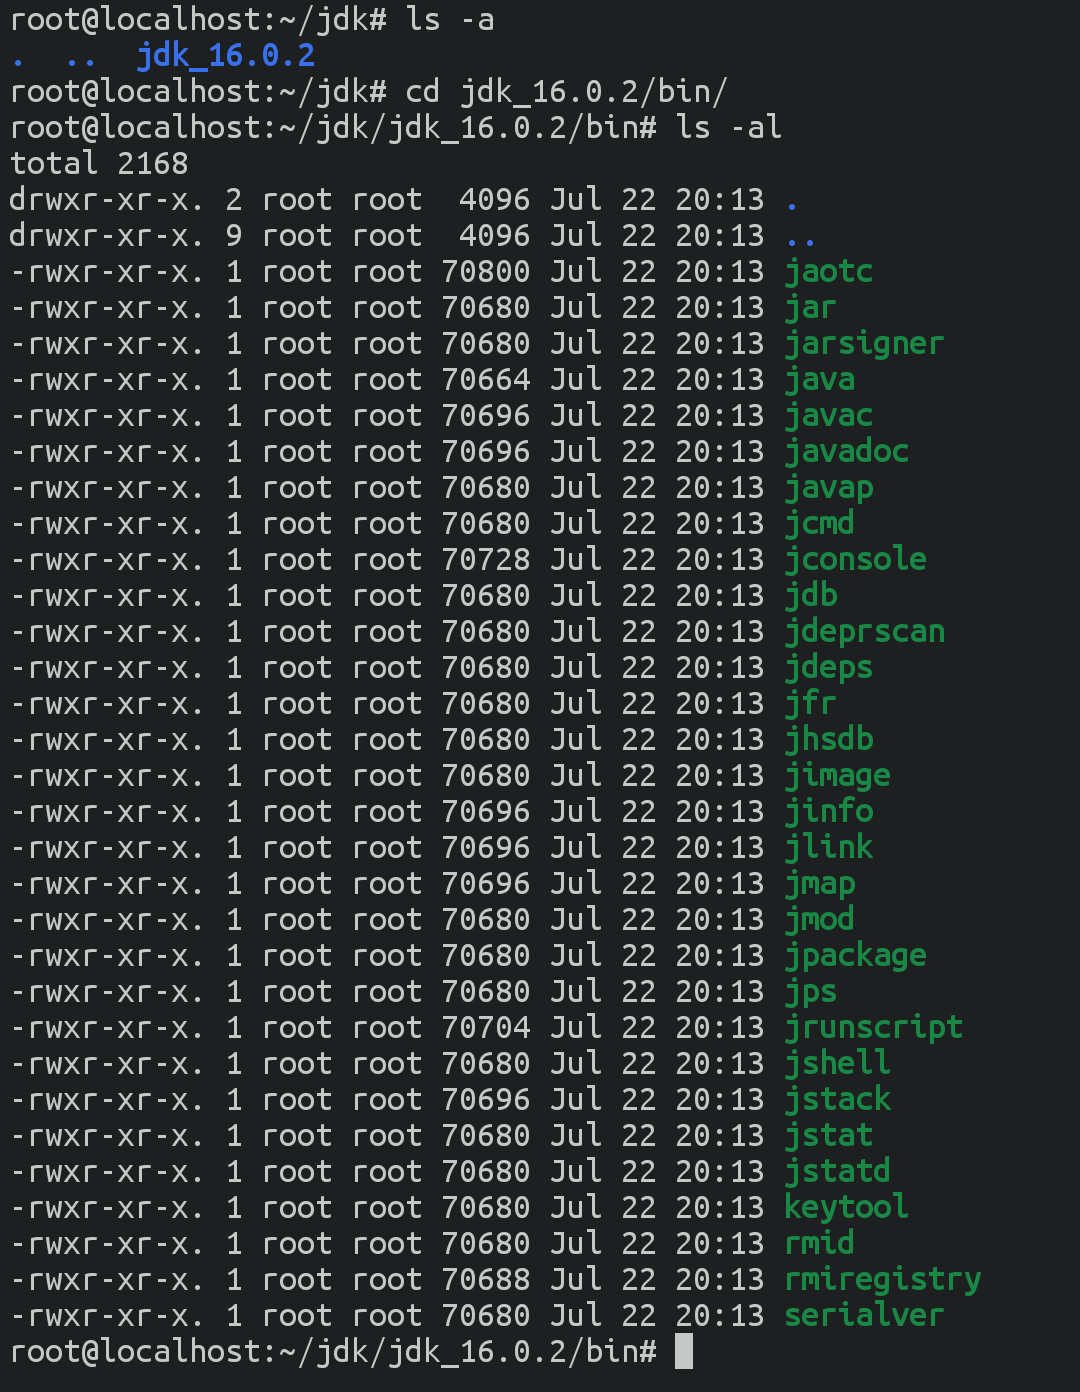 root@localhost:~/jdk# ls -a
.  ..  jdk_16.0.2
root@localhost:~/jdk# cd jdk_16.0.2/bin/
root@localhost:~/jdk/jdk_16.0.2/bin# ls -al
total 2168
drwxr-xr-x. 2 root root  4096 Jul 22 20:13 .
drwxr-xr-x. 9 root root  4096 Jul 22 20:13 ..
-rwxr-xr-x. 1 root root 70800 Jul 22 20:13 jaotc
-rwxr-xr-x. 1 root root 70680 Jul 22 20:13 jar
-rwxr-xr-x. 1 root root 70680 Jul 22 20:13 jarsigner
-rwxr-xr-x. 1 root root 70664 Jul 22 20:13 java
-rwxr-xr-x. 1 root root 70696 Jul 22 20:13 javac
-rwxr-xr-x. 1 root root 70696 Jul 22 20:13 javadoc
-rwxr-xr-x. 1 root root 70680 Jul 22 20:13 javap
-rwxr-xr-x. 1 root root 70680 Jul 22 20:13 jcmd
-rwxr-xr-x. 1 root root 70728 Jul 22 20:13 jconsole
-rwxr-xr-x. 1 root root 70680 Jul 22 20:13 jdb
-rwxr-xr-x. 1 root root 70680 Jul 22 20:13 jdeprscan
-rwxr-xr-x. 1 root root 70680 Jul 22 20:13 jdeps
-rwxr-xr-x. 1 root root 70680 Jul 22 20:13 jfr
-rwxr-xr-x. 1 root root 70680 Jul 22 20:13 jhsdb
-rwxr-xr-x. 1 root root 70680 Jul 22 20:13 jimage
-rwxr-xr-x. 1 root root 70696 Jul 22 20:13 jinfo
-rwxr-xr-x. 1 root root 70696 Jul 22 20:13 jlink
-rwxr-xr-x. 1 root root 70696 Jul 22 20:13 jmap
-rwxr-xr-x. 1 root root 70680 Jul 22 20:13 jmod
-rwxr-xr-x. 1 root root 70680 Jul 22 20:13 jpackage
-rwxr-xr-x. 1 root root 70680 Jul 22 20:13 jps
-rwxr-xr-x. 1 root root 70704 Jul 22 20:13 jrunscript
-rwxr-xr-x. 1 root root 70680 Jul 22 20:13 jshell
-rwxr-xr-x. 1 root root 70696 Jul 22 20:13 jstack
-rwxr-xr-x. 1 root root 70680 Jul 22 20:13 jstat
-rwxr-xr-x. 1 root root 70680 Jul 22 20:13 jstatd
-rwxr-xr-x. 1 root root 70680 Jul 22 20:13 keytool
-rwxr-xr-x. 1 root root 70680 Jul 22 20:13 rmid
-rwxr-xr-x. 1 root root 70688 Jul 22 20:13 rmiregistry
-rwxr-xr-x. 1 root root 70680 Jul 22 20:13 serialver
root@localhost:~/jdk/jdk_16.0.2/bin#